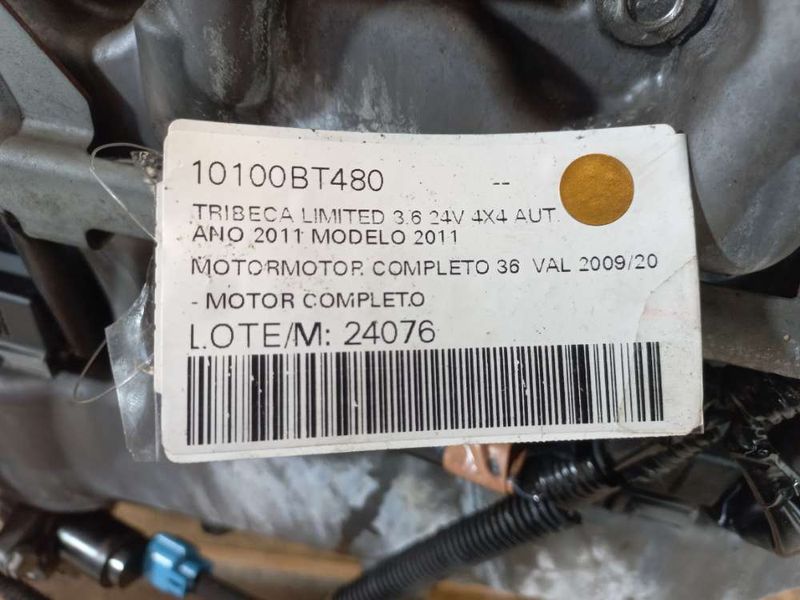 10100BT480 --
TRIBECA LIMITED 3.6 24V 4X4 AUT.
ANO 2011 MODELO 2011
MOTORMOTOR COMPLETO 36 VAL 2009/20
- MOTOR COMPLETO
LOTE/M: 24076